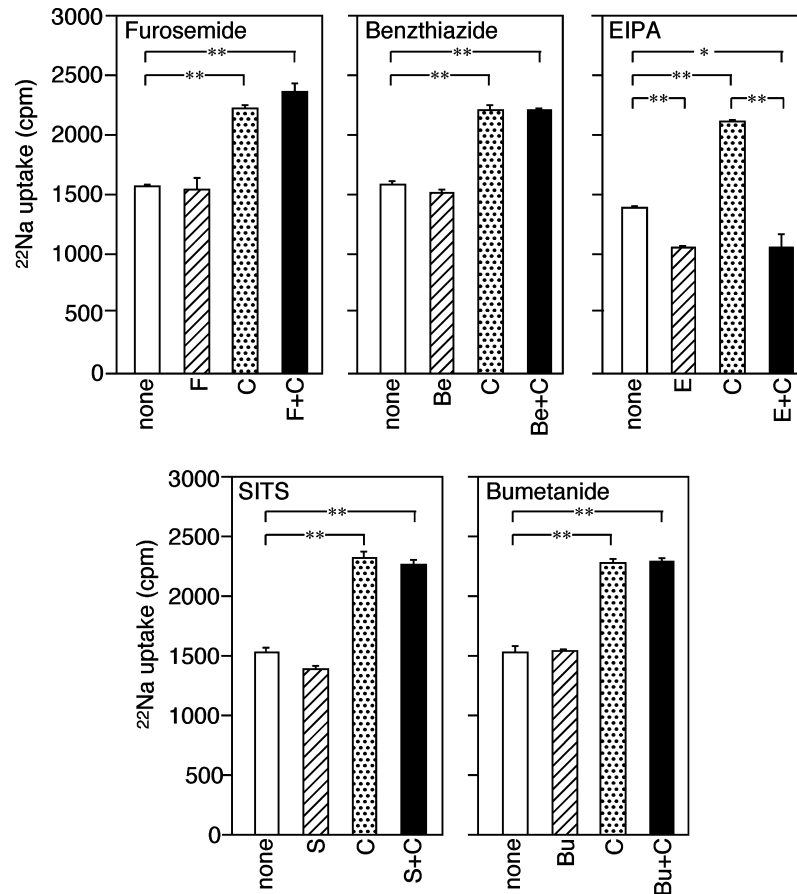 Furosemide
Benzthiazide
EIPA
²²Na uptake (cpm)
3000
2500
2000
1500
1000
500
0
**
**
**
**
*
**
**
**
none
F
C
F+C
none
Be
C
Be+C
none
E
C
E+C
SITS
Bumetanide
²²Na uptake (cpm)
3000
2500
2000
1500
1000
500
0
**
**
**
**
none
S
C
S+C
none
Bu
C
Bu+C